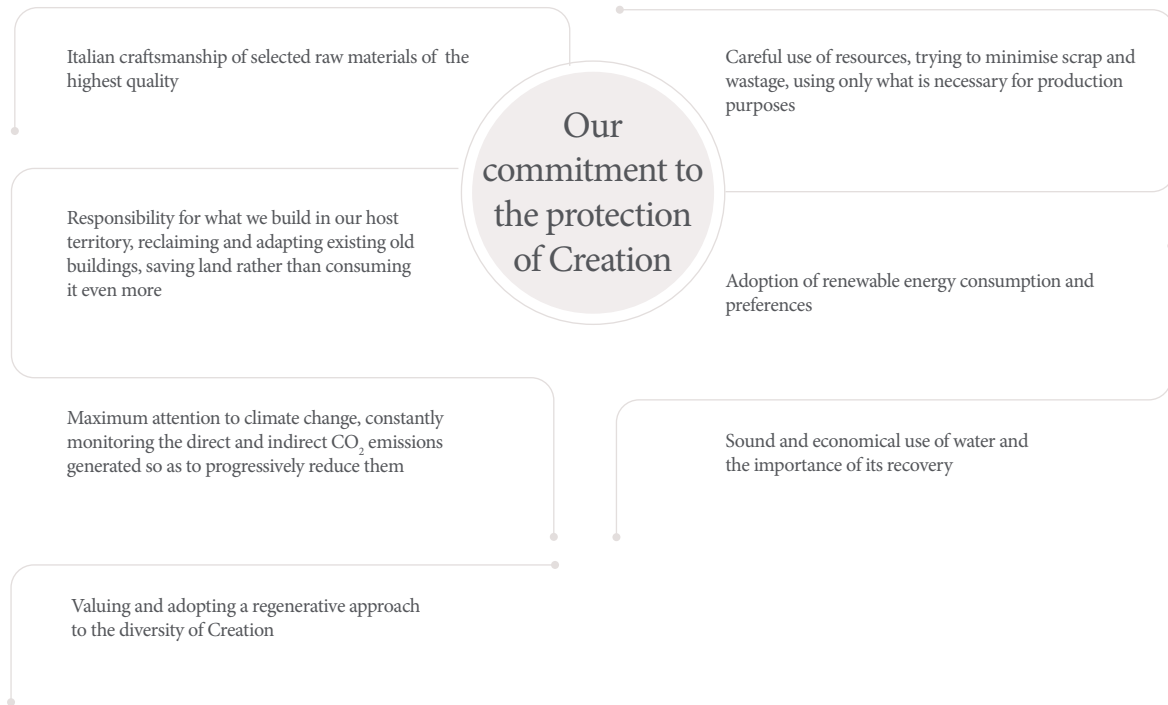 Our
commitment to
the protection
of Creation
Italian craftsmanship of selected raw materials of the
highest quality
Responsibility for what we build in our host
territory, reclaiming and adapting existing old
buildings, saving land rather than consuming
it even more
Maximum attention to climate change, constantly
monitoring the direct and indirect CO₂ emissions
generated so as to progressively reduce them
Valuing and adopting a regenerative approach
to the diversity of Creation
Careful use of resources, trying to minimise scrap and
wastage, using only what is necessary for production
purposes
Adoption of renewable energy consumption and
preferences
Sound and economical use of water and
the importance of its recovery